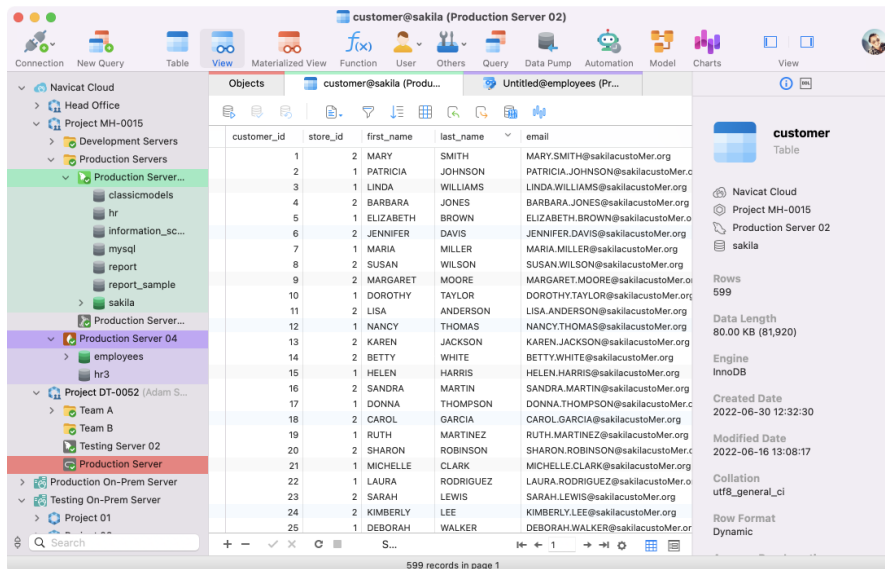 customer@sakila (Production Server 02)
Connection
New Query
Table
View
Materialized View
Function
User
Others
Query
Data Pump
Automation
Model
Charts
View
Navicat Cloud
Head Office
Project MH-0015
Development Servers
Production Servers
Production Server...
classicmodels
hr
information_sc...
mysql
report
report_sample
sakila
Production Server...
Production Server 04
employees
hr3
Project DT-0052 (Adam S...
Team A
Team B
Testing Server 02
Production Server
Production On-Prem Server
Testing On-Prem Server
Project 01
Search
Objects
customer@sakila (Produ...
Untitled@employees (Pr...
customer_id store_id first_name last_name email
1 2 MARY SMITH MARY.SMITH@sakilacustoMer.org
2 1 PATRICIA JOHNSON PATRICIA.JOHNSON@sakilacustoMer.o
3 1 LINDA WILLIAMS LINDA.WILLIAMS@sakilacustoMer.org
4 2 BARBARA JONES BARBARA.JONES@sakilacustoMer.org
5 1 ELIZABETH BROWN ELIZABETH.BROWN@sakilacustoMer.o
6 2 JENNIFER DAVIS JENNIFER.DAVIS@sakilacustoMer.org
7 1 MARIA MILLER MARIA.MILLER@sakilacustoMer.org
8 2 SUSAN WILSON SUSAN.WILSON@sakilacustoMer.org
9 2 MARGARET MOORE MARGARET.MOORE@sakilacustoMer.o
10 1 DOROTHY TAYLOR DOROTHY.TAYLOR@sakilacustoMer.org
11 2 LISA ANDERSON LISA.ANDERSON@sakilacustoMer.org
12 1 NANCY THOMAS NANCY.THOMAS@sakilacustoMer.org
13 2 KAREN JACKSON KAREN.JACKSON@sakilacustoMer.org
14 2 BETTY WHITE BETTY.WHITE@sakilacustoMer.org
15 1 HELEN HARRIS HELEN.HARRIS@sakilacustoMer.org
16 2 SANDRA MARTIN SANDRA.MARTIN@sakilacustoMer.org
17 1 DONNA THOMPSON DONNA.THOMPSON@sakilacustoMer.o
18 2 CAROL GARCIA CAROL.GARCIA@sakilacustoMer.org
19 1 RUTH MARTINEZ RUTH.MARTINEZ@sakilacustoMer.org
20 2 SHARON ROBINSON SHARON.ROBINSON@sakilacustoMer.o
21 1 MICHELLE CLARK MICHELLE.CLARK@sakilacustoMer.org
22 1 LAURA RODRIGUEZ LAURA.RODRIGUEZ@sakilacustoMer.o
23 2 SARAH LEWIS SARAH.LEWIS@sakilacustoMer.org
24 2 KIMBERLY LEE KIMBERLY.LEE@sakilacustoMer.org
25 1 DEBORAH WALKER DEBORAH.WALKER@sakilacustoMer.or
S...
1
599 records in page 1
customer
Table
Navicat Cloud
Project MH-0015
Production Server 02
sakila
Rows
599
Data Length
80.00 KB (81,920)
Engine
InnoDB
Created Date
2022-06-30 12:32:30
Modified Date
2022-06-16 13:08:17
Collation
utf8_general_ci
Row Format
Dynamic